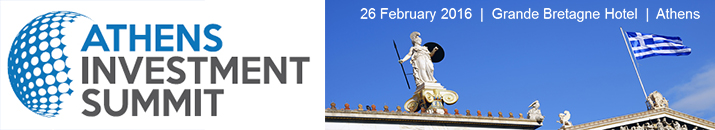 ATHENS
INVESTMENT
SUMMIT
26 February 2016 | Grande Bretagne Hotel | Athens